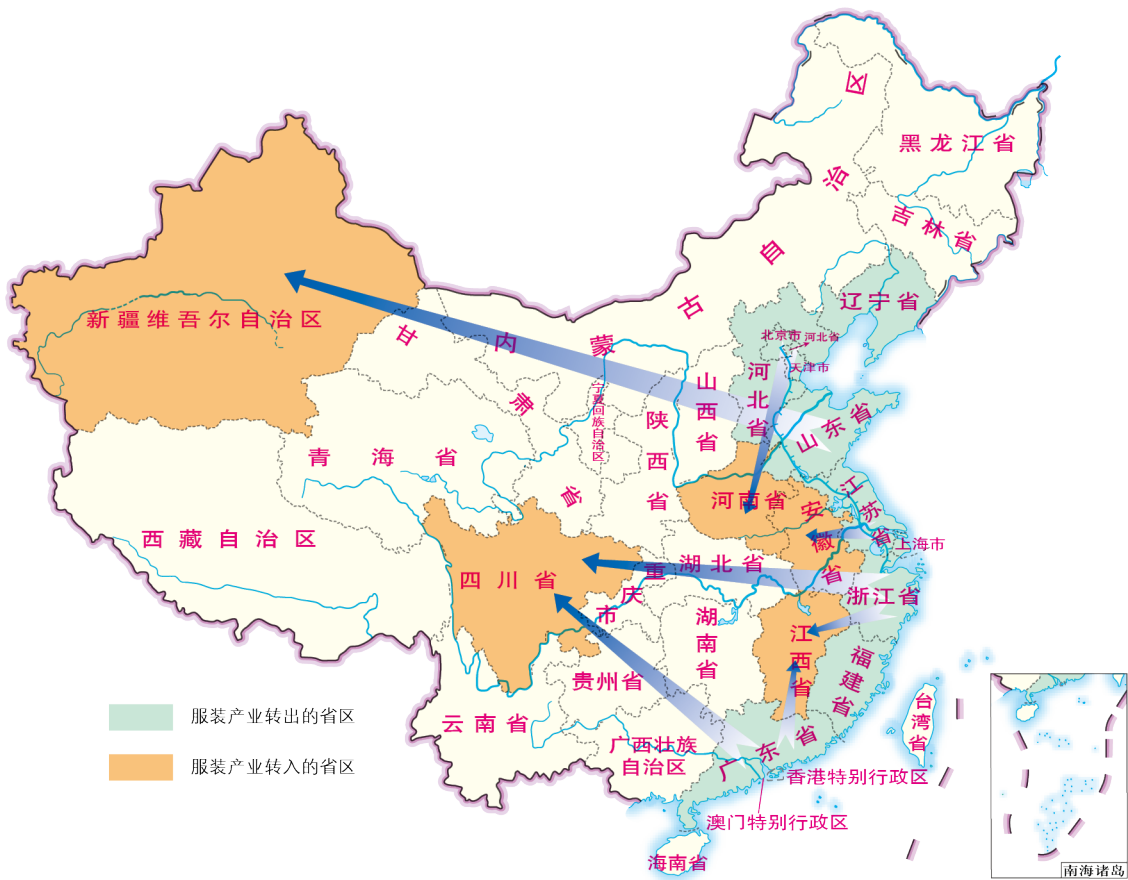 黑龙江省
吉林省
辽宁省
内蒙古自治区
北京市
河北省
天津市
河北省
新疆维吾尔自治区
甘肃省
宁夏回族自治区
山西省
陕西省
山东省
青海省
河南省
江苏省
安徽省
上海市
西藏自治区
四川省
重庆市
湖北省
浙江省
湖南省
江西省
福建省
贵州省
云南省
广西壮族
自治区
广东省
台湾省
香港特别行政区
澳门特别行政区
海南省
服装产业转出的省区
服装产业转入的省区
南海诸岛